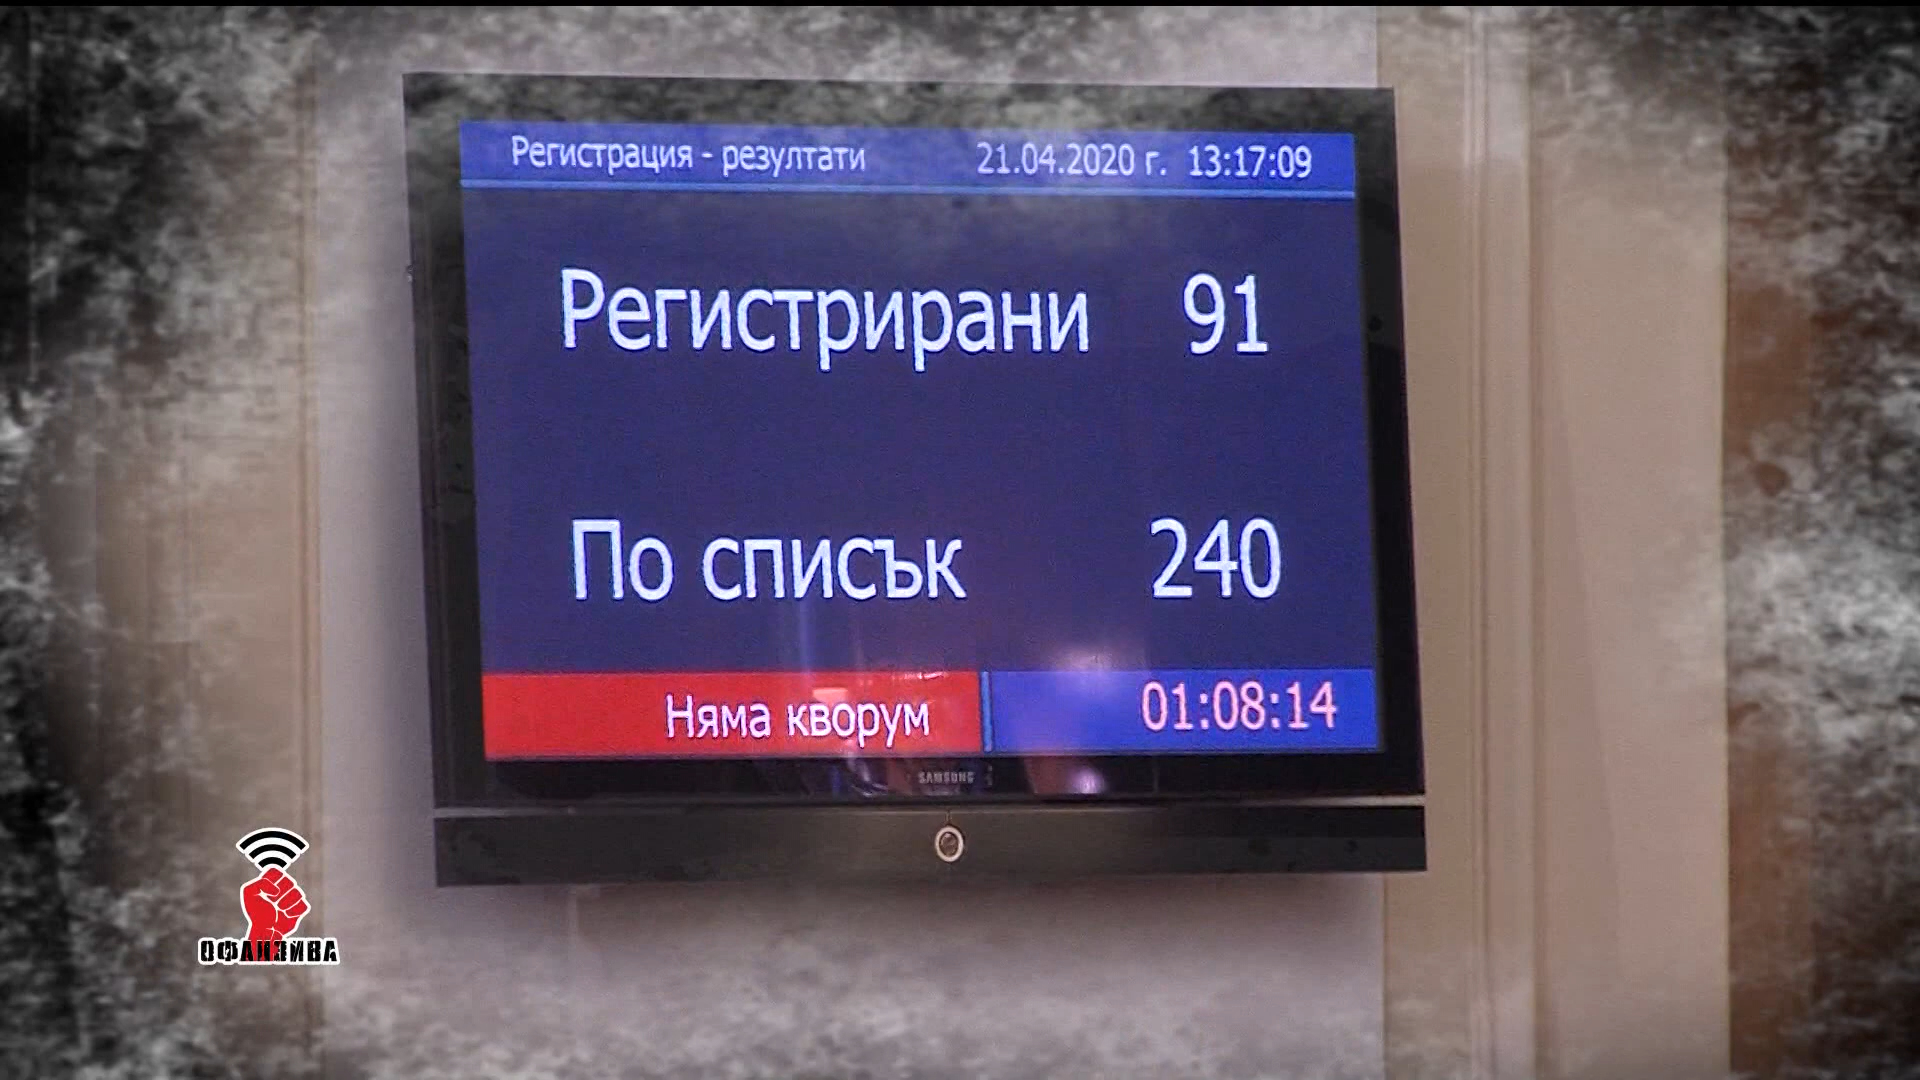 Регистрация - резултати 21.04.2020 г. 13:17:09
Регистрирани 91
По списък 240
Няма кворум 01:08:14
SAMSUNG
ОФАНЗИВА